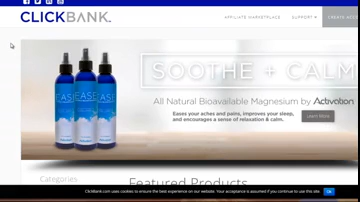 CLICKBANK
AFFILIATE MARKETPLACE
SUPPORT
CREATE ACCO
SOOTHE + CALM
All Natural Bioavailable Magnesium by Activation
Eases your aches and pains, improves your sleep,
and encourages a sense of relaxation & calm.
Learn More
EASE
EASE
EASE
Categories
Featured Products
ClickBank.com uses cookies to ensure the best experience on our website. Your acceptance is assumed if you continue to use this site.
Ok